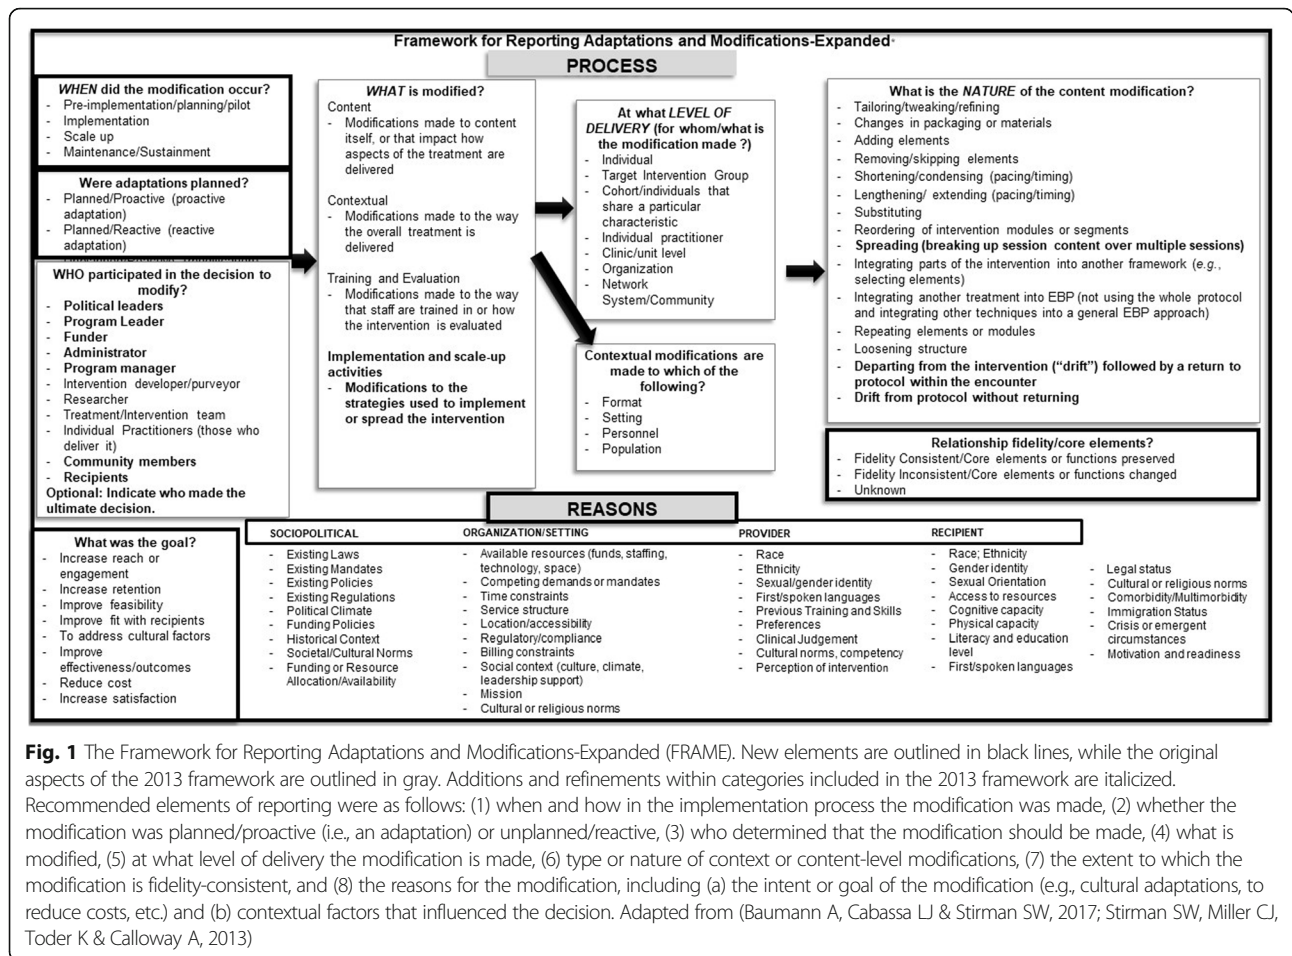 Framework for Reporting Adaptations and Modifications-Expanded
PROCESS
WHEN did the modification occur?
- Pre-implementation/planning/pilot
- Implementation
- Scale up
- Maintenance/Sustainment
Were adaptations planned?
- Planned/Proactive (proactive
adaptation)
- Planned/Reactive (reactive
adaptation)
WHO participated in the decision to
modify?
- Political leaders
- Program Leader
- Funder
- Administrator
- Program manager
- Intervention developer/purveyor
- Researcher
- Treatment/Intervention team
- Individual Practitioners (those who
deliver it)
- Community members
- Recipients
Optional: Indicate who made the
ultimate decision.
WHAT is modified?
Content
- Modifications made to content
itself, or that impact how
aspects of the treatment are
delivered
Contextual
- Modifications made to the way
the overall treatment is
delivered
Training and Evaluation
- Modifications made to the way
that staff are trained in or how
the intervention is evaluated
Implementation and scale-up
activities
- Modifications to the
strategies used to implement
or spread the intervention
At what LEVEL OF
DELIVERY (for whom/what is
the modification made ?)
- Individual
- Target Intervention Group
- Cohort/individuals that
share a particular
characteristic
- Individual practitioner
- Clinic/unit level
- Organization
- Network
System/Community
Contextual modifications are
made to which of the
following?
- Format
- Setting
- Personnel
- Population
What is the NATURE of the content modification?
- Tailoring/tweaking/refining
- Changes in packaging or materials
- Adding elements
- Removing/skipping elements
- Shortening/condensing (pacing/timing)
- Lengthening/ extending (pacing/timing)
- Substituting
- Reordering of intervention modules or segments
- Spreading (breaking up session content over multiple sessions)
- Integrating parts of the intervention into another framework (e.g.,
selecting elements)
- Integrating another treatment into EBP (not using the whole protocol
and integrating other techniques into a general EBP approach)
- Repeating elements or modules
- Loosening structure
- Departing from the intervention (“drift”) followed by a return to
protocol within the encounter
- Drift from protocol without returning
Relationship fidelity/core elements?
- Fidelity Consistent/Core elements or functions preserved
- Fidelity Inconsistent/Core elements or functions changed
- Unknown
REASONS
What was the goal?
- Increase reach or
engagement
- Increase retention
- Improve feasibility
- Improve fit with recipients
- To address cultural factors
- Improve
effectiveness/outcomes
- Reduce cost
- Increase satisfaction
SOCIOPOLITICAL
- Existing Laws
- Existing Mandates
- Existing Policies
- Existing Regulations
- Political Climate
- Funding Policies
- Historical Context
- Societal/Cultural Norms
- Funding or Resource
Allocation/Availability
ORGANIZATION/SETTING
- Available resources (funds, staffing,
technology, space)
- Competing demands or mandates
- Time constraints
- Service structure
- Location/accessibility
- Regulatory/compliance
- Billing constraints
- Social context (culture, climate,
leadership support)
- Mission
- Cultural or religious norms
PROVIDER
- Race
- Ethnicity
- Sexual/gender identity
- First/spoken languages
- Previous Training and Skills
- Preferences
- Clinical Judgement
- Cultural norms, competency
- Perception of intervention
RECIPIENT
- Race; Ethnicity
- Gender identity
- Sexual Orientation
- Access to resources
- Cognitive capacity
- Physical capacity
- Literacy and education
level
- First/spoken languages
- Legal status
- Cultural or religious norms
- Comorbidity/Multimorbidity
- Immigration Status
- Crisis or emergent
circumstances
- Motivation and readiness
Fig. 1 The Framework for Reporting Adaptations and Modifications-Expanded (FRAME). New elements are outlined in black lines, while the original
aspects of the 2013 framework are outlined in gray. Additions and refinements within categories included in the 2013 framework are italicized.
Recommended elements of reporting were as follows: (1) when and how in the implementation process the modification was made, (2) whether the
modification was planned/proactive (i.e., an adaptation) or unplanned/reactive, (3) who determined that the modification should be made, (4) what is
modified, (5) at what level of delivery the modification is made, (6) type or nature of context or content-level modifications, (7) the extent to which the
modification is fidelity-consistent, and (8) the reasons for the modification, including (a) the intent or goal of the modification (e.g., cultural adaptations, to
reduce costs, etc.) and (b) contextual factors that influenced the decision. Adapted from (Baumann A, Cabassa LJ & Stirman SW, 2017; Stirman SW, Miller CJ,
Toder K & Calloway A, 2013)